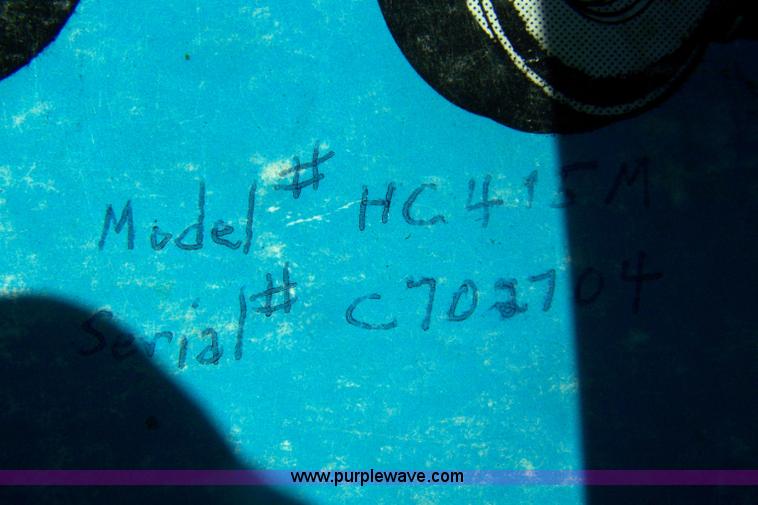 Model # HC415M
Serial # C702704
www.purplewave.com